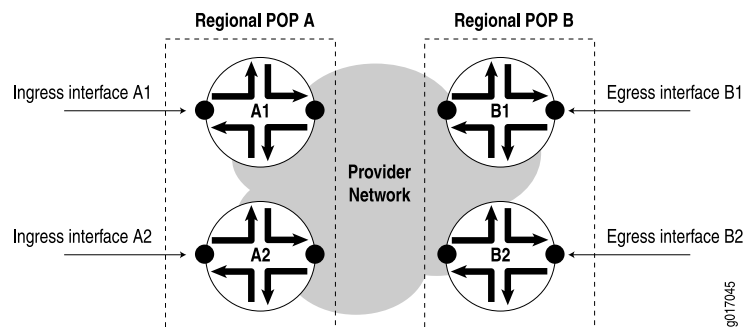 Regional POP A
Regional POP B
Ingress interface A1
A1
B1
Egress interface B1
Provider
Network
Ingress interface A2
A2
B2
Egress interface B2
g017045